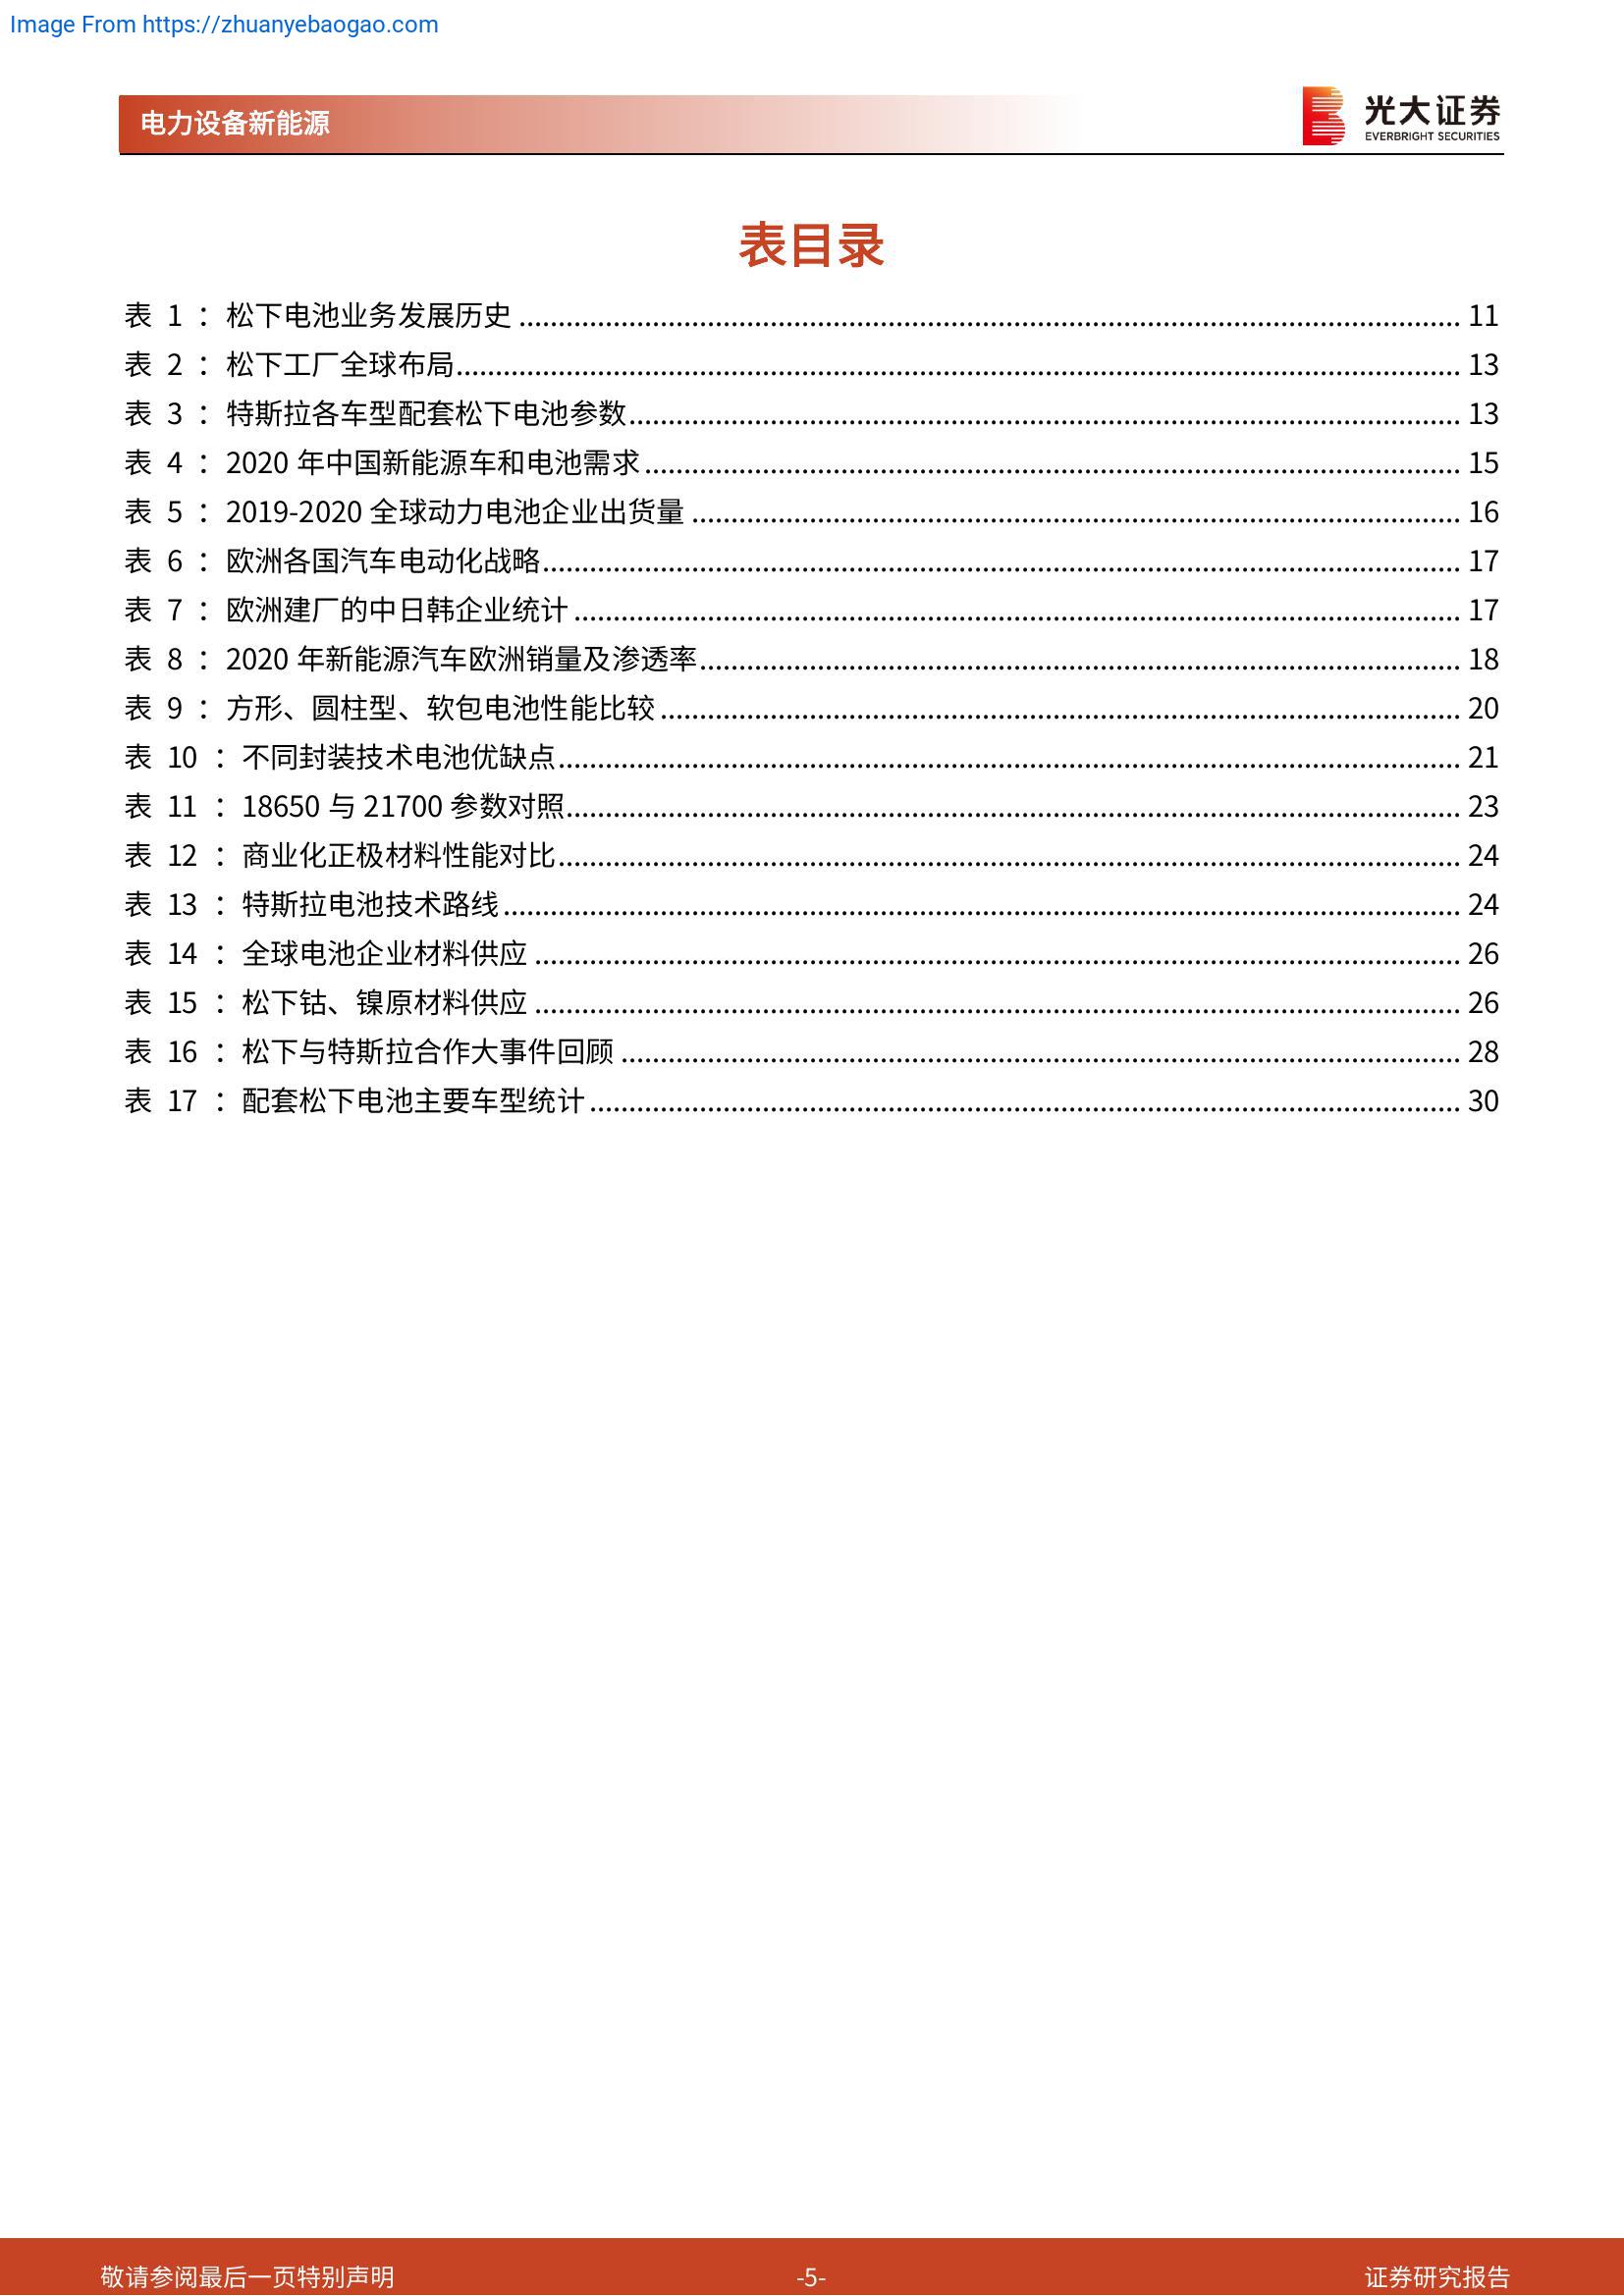 Image From https://zhuanyebaogao.com
电力设备新能源
光大证券
EVERBRIGHT SECURITIES
表目录
表 1 ：松下电池业务发展历史 ........ 11
表 2 ：松下工厂全球布局........ 13
表 3 ：特斯拉各车型配套松下电池参数........ 13
表 4 ：2020 年中国新能源车和电池需求 ........ 15
表 5 ：2019-2020 全球动力电池企业出货量 ........ 16
表 6 ：欧洲各国汽车电动化战略........ 17
表 7 ：欧洲建厂的中日韩企业统计 ........ 17
表 8 ：2020 年新能源汽车欧洲销量及渗透率........ 18
表 9 ：方形、圆柱型、软包电池性能比较 ........ 20
表 10 ：不同封装技术电池优缺点........ 21
表 11 ：18650 与 21700 参数对照........ 23
表 12 ：商业化正极材料性能对比........ 24
表 13 ：特斯拉电池技术路线 ........ 24
表 14 ：全球电池企业材料供应 ........ 26
表 15 ：松下钴、镍原材料供应 ........ 26
表 16 ：松下与特斯拉合作大事件回顾 ........ 28
表 17 ：配套松下电池主要车型统计 ........ 30
敬请参阅最后一页特别声明
-5-
证券研究报告